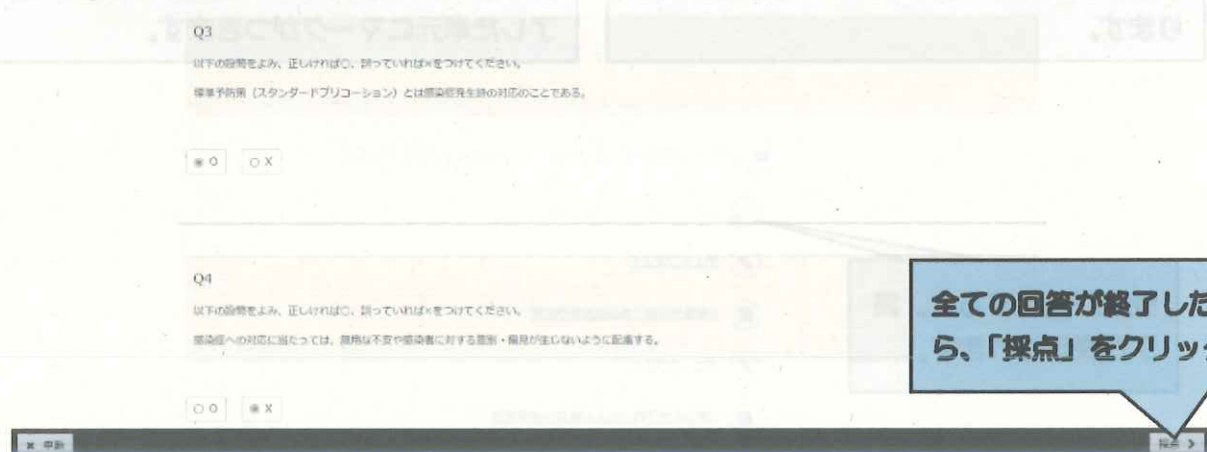 Q3
以下の設問をよみ、正しければ○、誤っていれば×をつけてください。
標準予防策（スタンダードプリコーション）とは感染症発生時の対応のことである。
O X
Q4
以下の設問をよみ、正しければ○、誤っていれば×をつけてください。
感染症への対応に当たっては、無用な不安や感染者に対する差別・偏見が生じないように配慮する。
O X
全ての回答が終了した
ら、「採点」をクリック
× 中断
採点 >